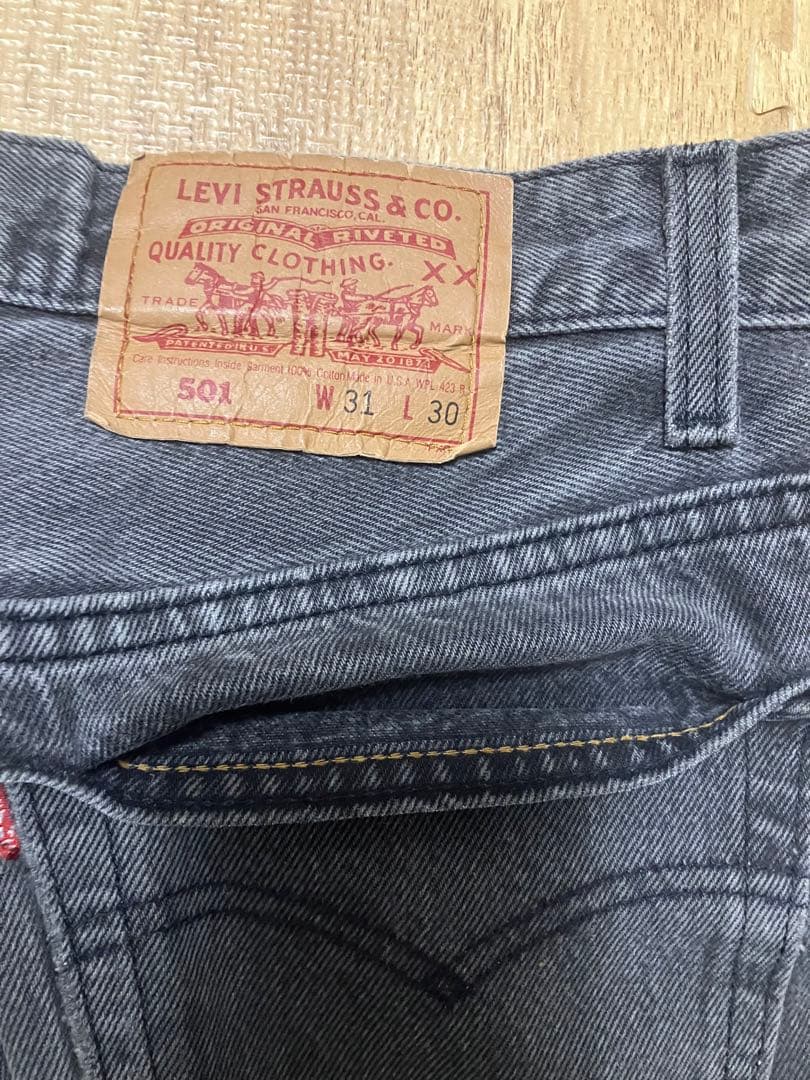 LEVI STRAUSS & CO.
SAN FRANCISCO, CAL.
ORIGINAL RIVETED
QUALITY CLOTHING.
XX
TRADE MARK
PATENTED IN U.S. MAY 20 1873
Care Instructions Inside Garment 100% Cotton Made in U.S.A. WPL 423 R
501 W 31 L 30